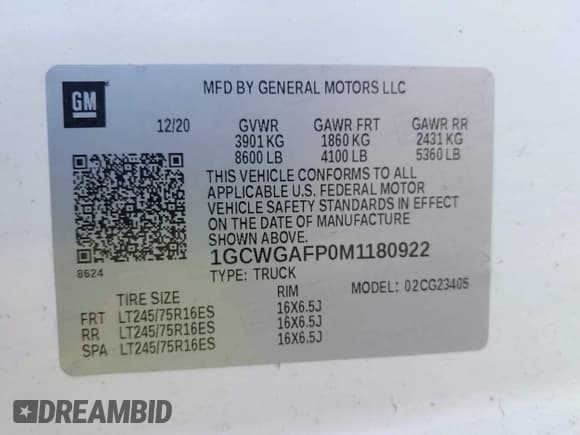 GM
MFD BY GENERAL MOTORS LLC
12/20 GVWR GAWR FRT GAWR RR
3901 KG 1860 KG 2431 KG
8600 LB 4100 LB 5360 LB
THIS VEHICLE CONFORMS TO ALL
APPLICABLE U.S. FEDERAL MOTOR
VEHICLE SAFETY STANDARDS IN EFFECT
ON THE DATE OF MANUFACTURE
SHOWN ABOVE.
1GCWGAFP0M1180922
8624
TYPE: TRUCK
MODEL: 02CG23405
TIRE SIZE RIM
FRT LT245/75R16ES 16X6.5J
RR LT245/75R16ES 16X6.5J
SPA LT245/75R16ES 16X6.5J
DREAMBID